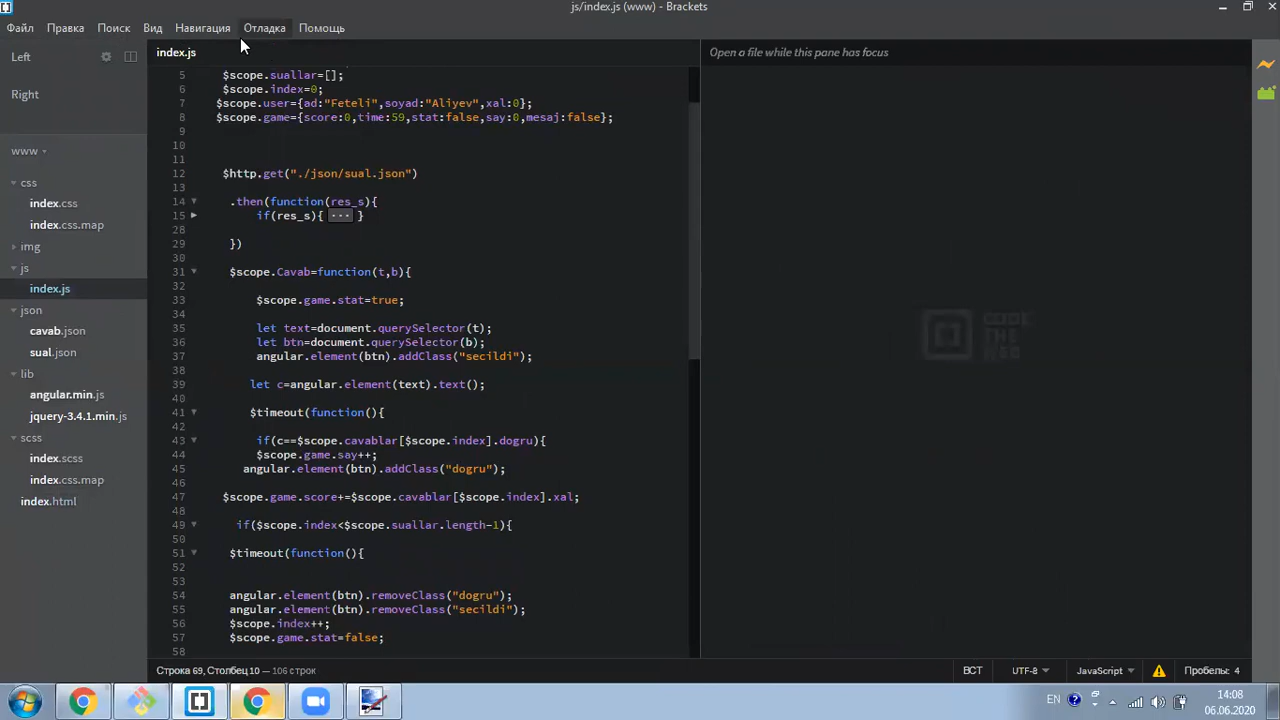 js/index.js (www) - Brackets
Файл Правка Поиск Вид Навигация Отладка Помощь
Left
Right
www
css
index.css
index.css.map
img
js
index.js
json
cavab.json
sual.json
lib
angular.min.js
jquery-3.4.1.min.js
scss
index.scss
index.css.map
index.html
index.js
5 $scope.suallar=[];
6 $scope.index=0;
7 $scope.user={ad:"Feteli",soyad:"Aliyev",xal:0};
8 $scope.game={score:0,time:59,stat:false,say:0,mesaj:false};
9
10
11
12 $http.get("./json/sual.json")
13
14 .then(function(res_s){
15 if(res_s){ ... }
28
29 })
30
31 $scope.Cavab=function(t,b){
32
33 $scope.game.stat=true;
34
35 let text=document.querySelector(t);
36 let btn=document.querySelector(b);
37 angular.element(btn).addClass("secildi");
38
39 let c=angular.element(text).text();
40
41 $timeout(function(){
42
43 if(c==$scope.cavablar[$scope.index].dogru){
44 $scope.game.say++;
45 angular.element(btn).addClass("dogru");
46
47 $scope.game.score+=$scope.cavablar[$scope.index].xal;
48
49 if($scope.index<$scope.suallar.length-1){
50
51 $timeout(function(){
52
53
54 angular.element(btn).removeClass("dogru");
55 angular.element(btn).removeClass("secildi");
56 $scope.index++;
57 $scope.game.stat=false;
58
Open a file while this pane has focus
Строка 69, Столбец 10 — 106 строк
ВСТ UTF-8 JavaScript Пробелы: 4
EN 14:08
06.06.2020